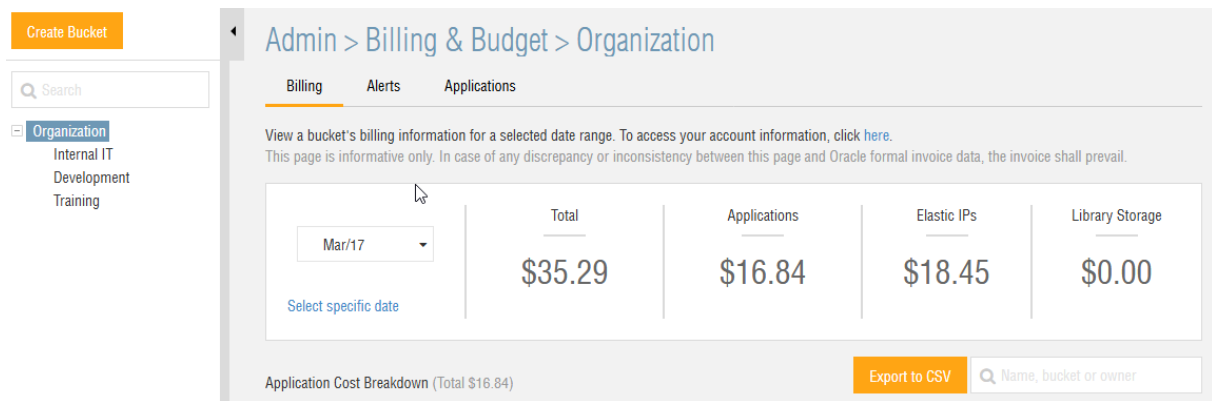 Create Bucket
Search
Organization
Internal IT
Development
Training
Admin > Billing & Budget > Organization
Billing Alerts Applications
View a bucket's billing information for a selected date range. To access your account information, click here.
This page is informative only. In case of any discrepancy or inconsistency between this page and Oracle formal invoice data, the invoice shall prevail.
Mar/17
Select specific date
Total
$35.29
Applications
$16.84
Elastic IPs
$18.45
Library Storage
$0.00
Application Cost Breakdown (Total $16.84)
Export to CSV
Name, bucket or owner